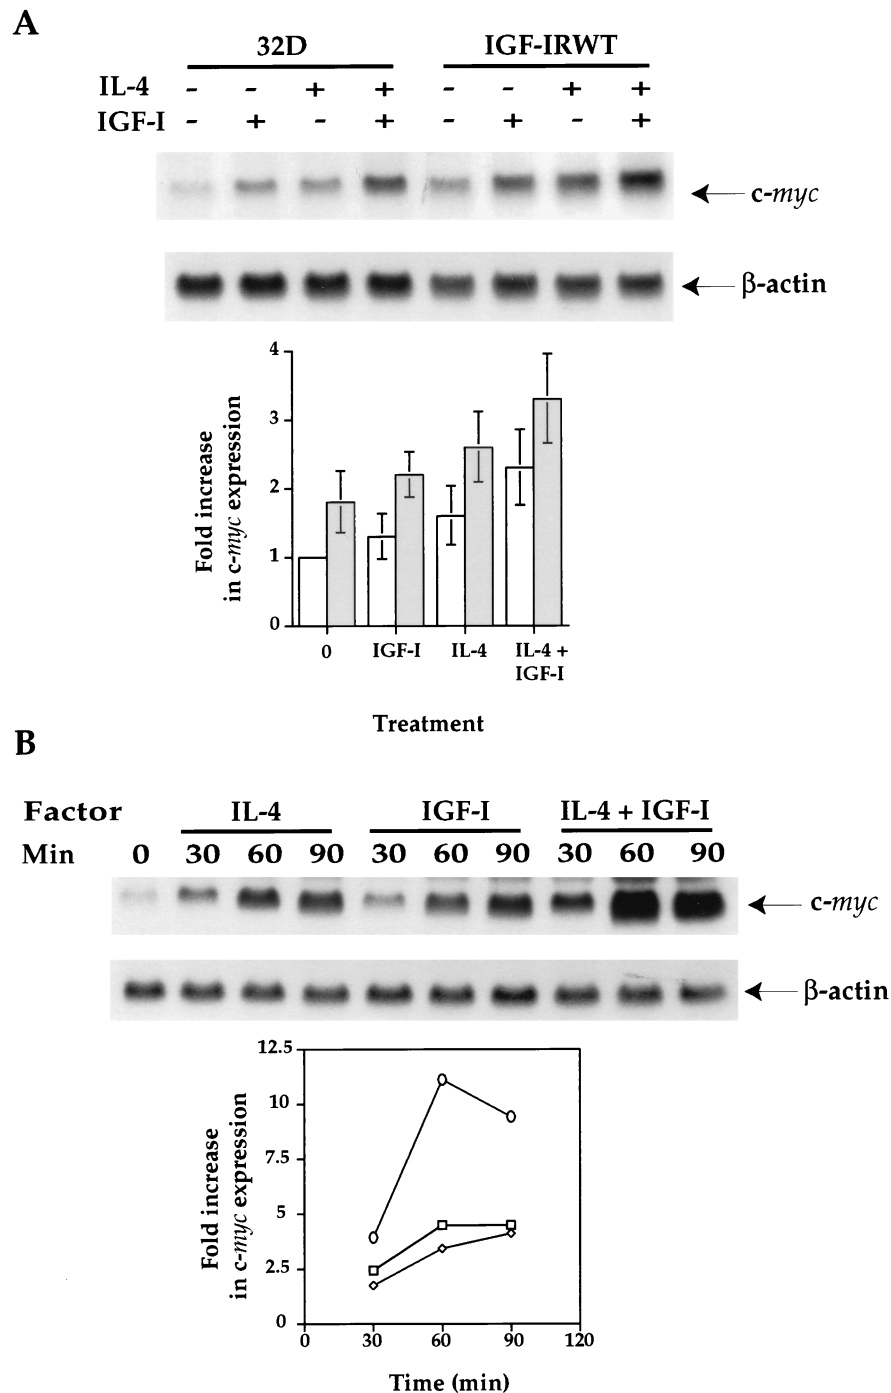 A
32D IGF-IRWT
IL-4 - - + + - - + +
IGF-I - + - + - + - +
c-myc
β-actin
4
3
2
1
0
Fold increase
in c-myc expression
0 IGF-I IL-4 IL-4 +
IGF-I
Treatment
B
Factor IL-4 IGF-I IL-4 + IGF-I
Min 0 30 60 90 30 60 90 30 60 90
c-myc
β-actin
12.5
10
7.5
5
2.5
0
Fold increase
in c-myc expression
0 30 60 90 120
Time (min)